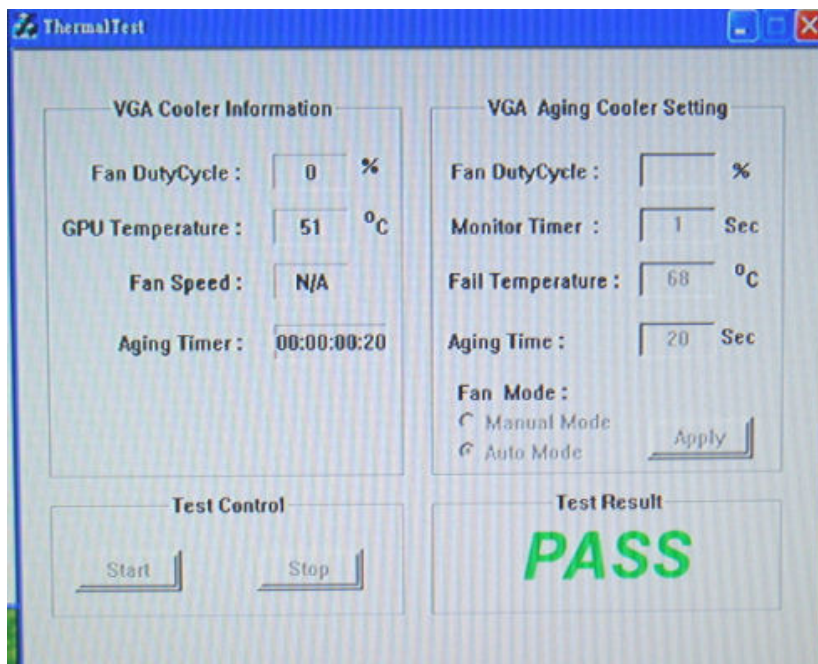 ThermalTest
VGA Cooler Information
Fan DutyCycle : 0 %
GPU Temperature : 51 °C
Fan Speed : N/A
Aging Timer : 00:00:00:20
VGA Aging Cooler Setting
Fan DutyCycle : %
Monitor Timer : 1 Sec
Fail Temperature : 68 °C
Aging Time : 20 Sec
Fan Mode :
Manual Mode
Auto Mode
Apply
Test Control
Start Stop
Test Result
PASS